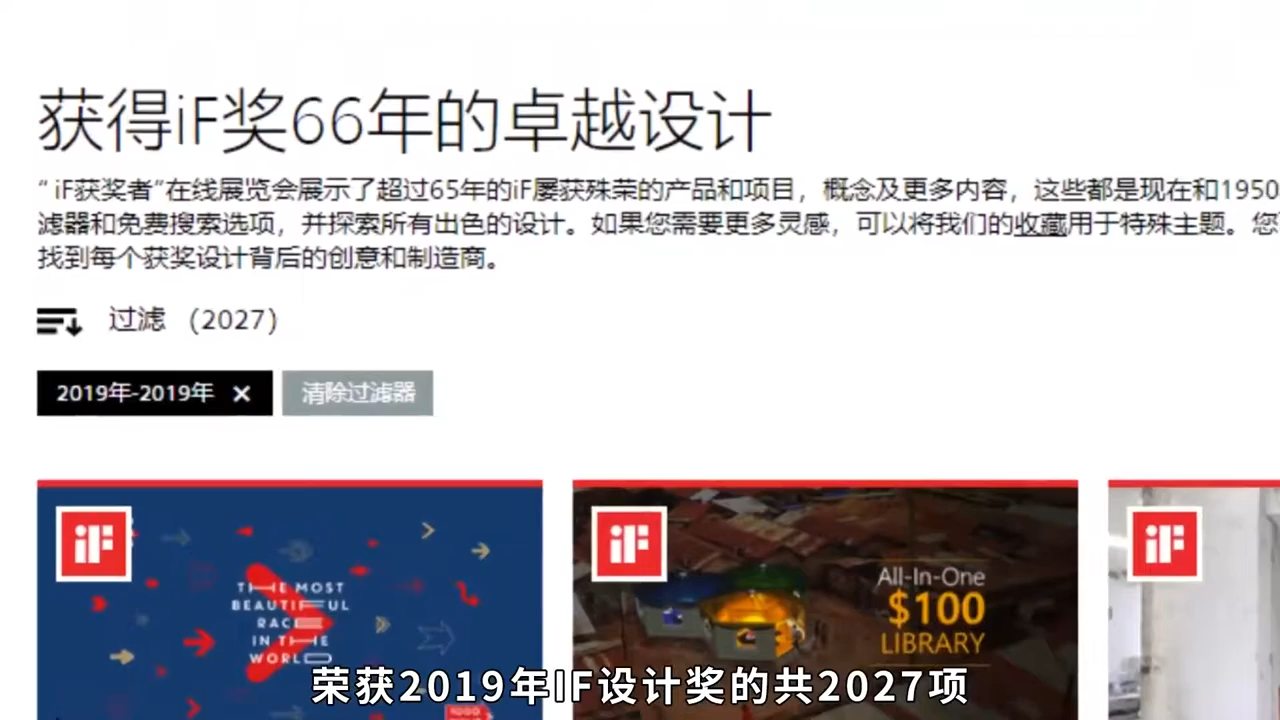 获得iF奖66年的卓越设计
“ iF获奖者”在线展览会展示了超过65年的iF屡获殊荣的产品和项目，概念及更多内容，这些都是现在和1950
滤器和免费搜索选项，并探索所有出色的设计。如果您需要更多灵感，可以将我们的收藏用于特殊主题。您
找到每个获奖设计背后的创意和制造商。
过滤 （2027）
2019年-2019年 ×
清除过滤器
iF
iF
iF
THE MOST
BEAUTIFUL
RACE
IN THE
WORLD
All-In-One
$100
LIBRARY
荣获2019年IF设计奖的共2027项